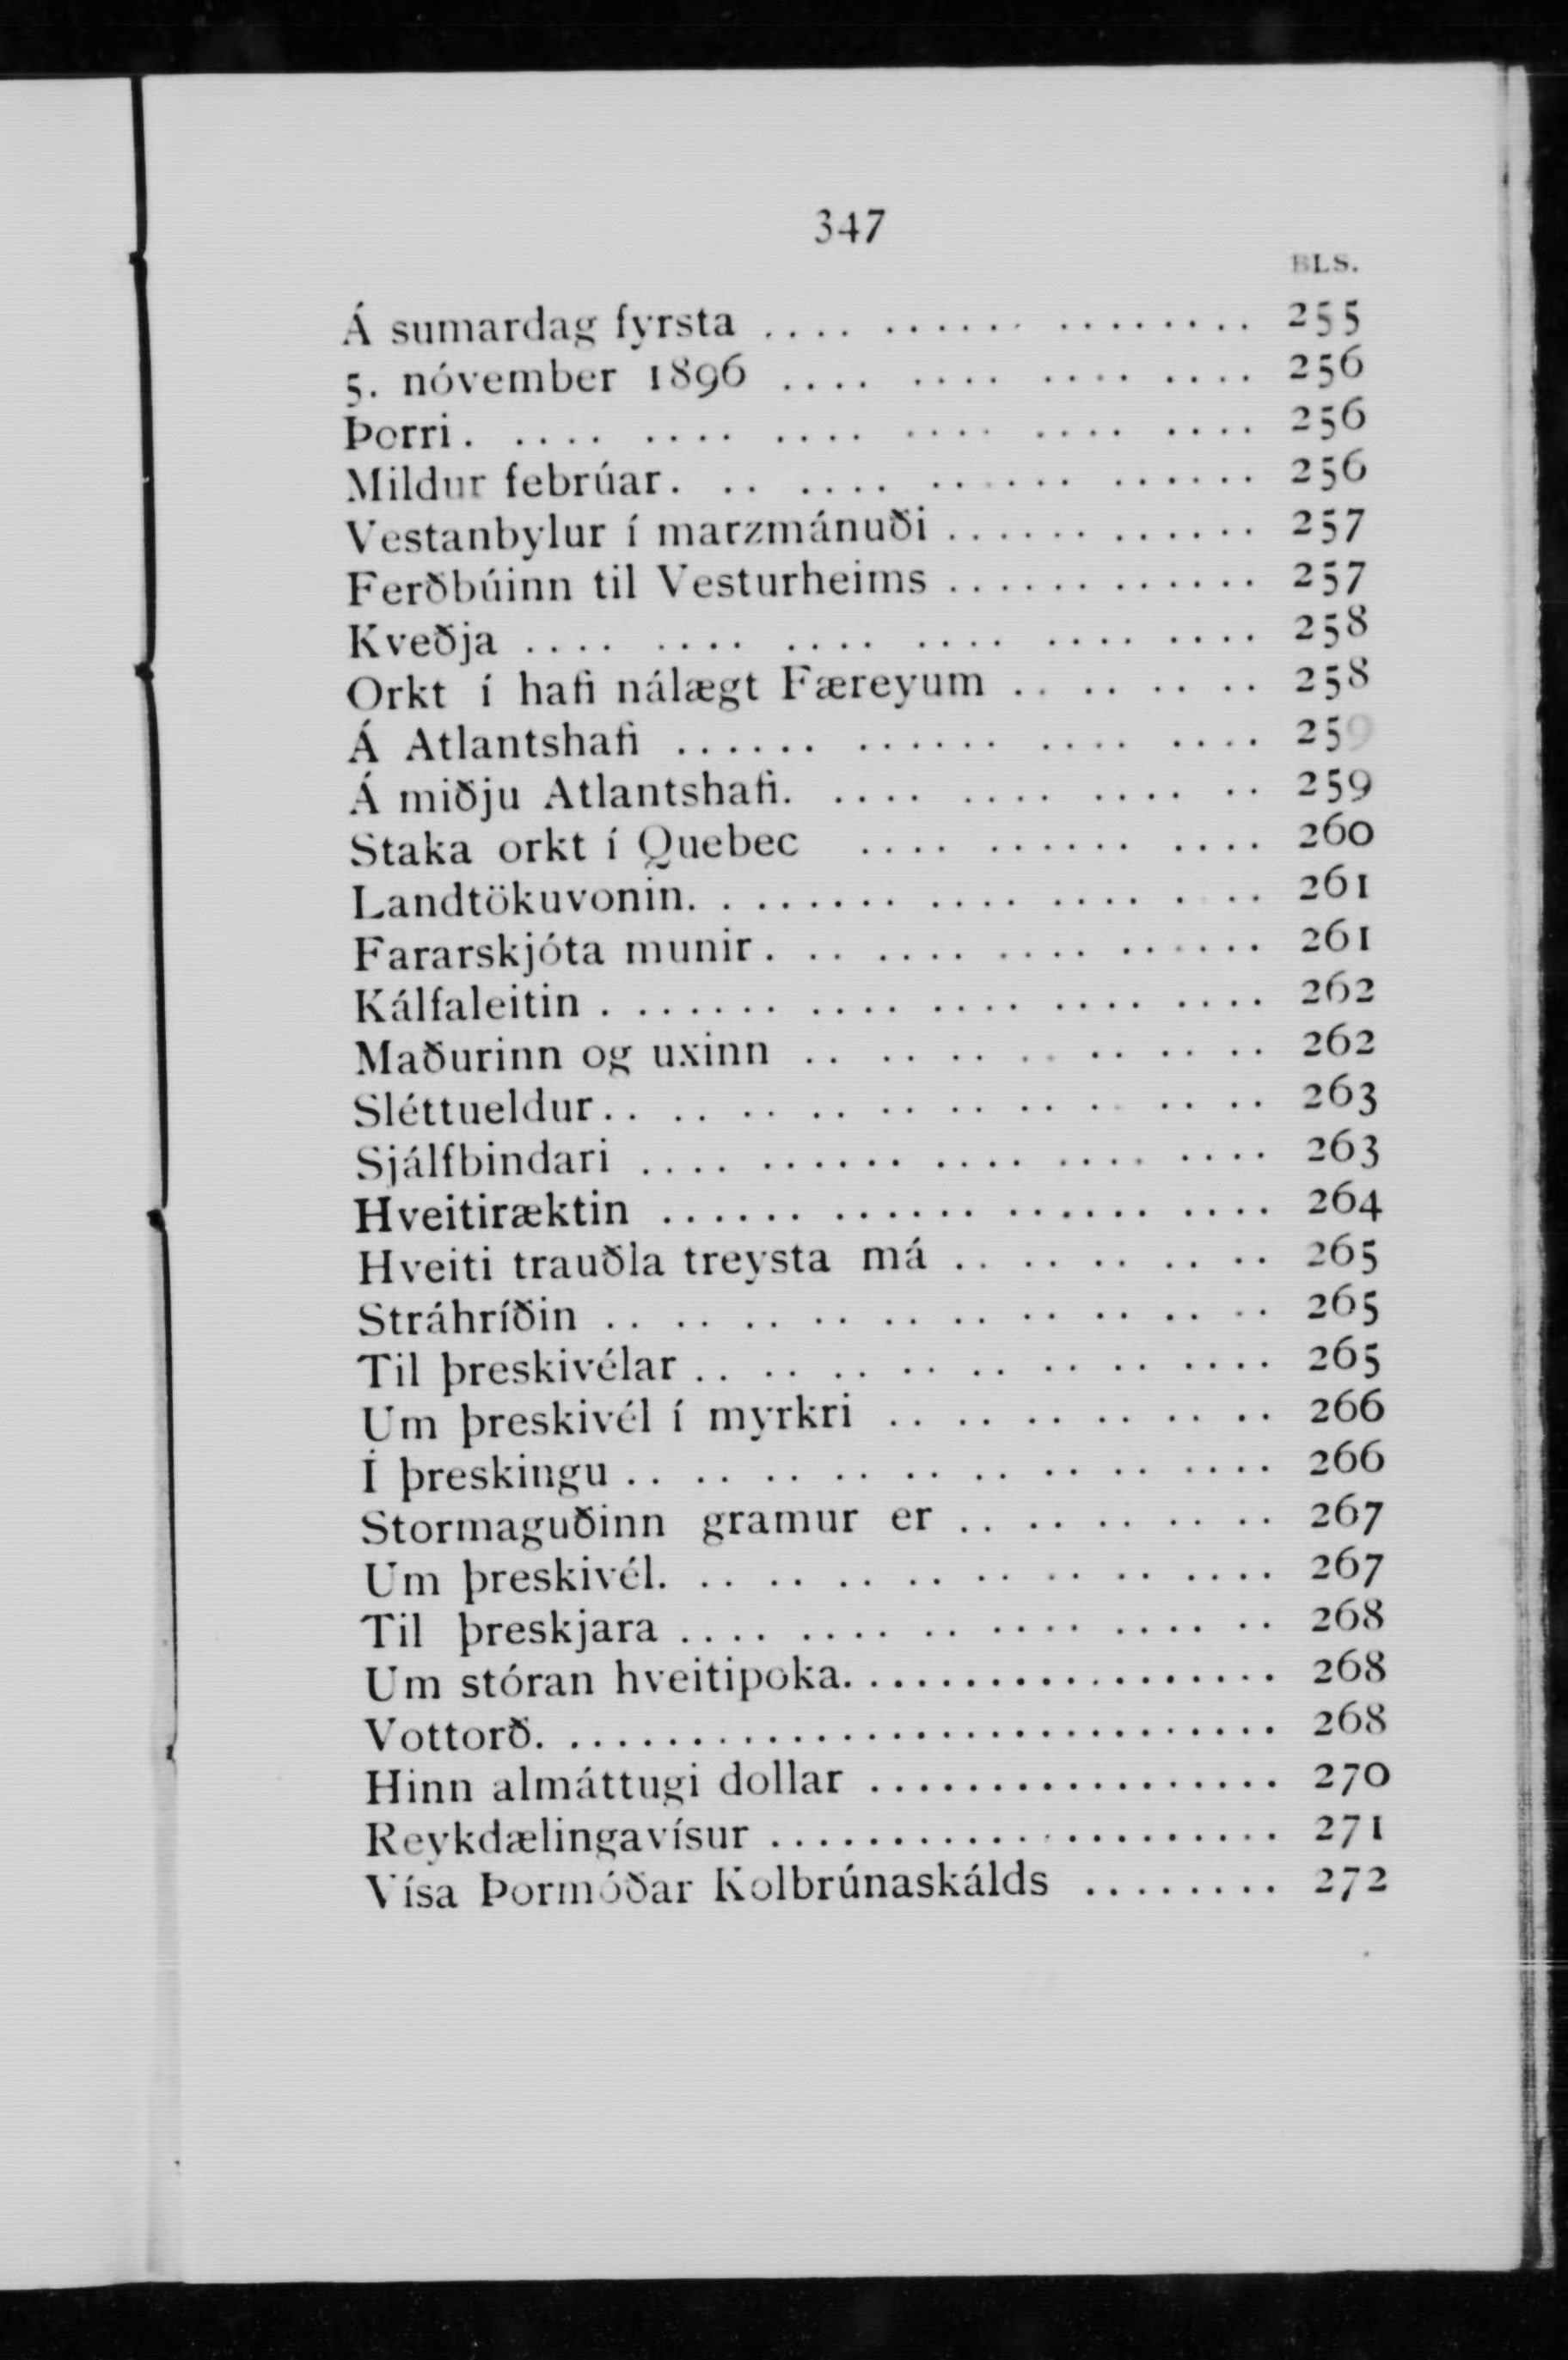 347
BLS.
Á sumardag fyrsta .... ...... ........ 255
5. nóvember 1896 .... .... .... .... 256
Þorri. .... .... .... .... .... .... 256
Mildur febrúar. .. .... ...... ...... 256
Vestanbylur í marzmánuði ............ 257
Ferðbúinn til Vesturheims ............ 257
Kveðja .... .... .... .... .... .... 258
Orkt í hafi nálægt Færeyum .. .. .. .. 258
Á Atlantshafi ...... ...... .... .... 259
Á miðju Atlantshafi. .... .... .... .. 259
Staka orkt í Quebec .... ...... .... 260
Landtökuvonin. . ...... .... .... . .. 261
Fararskjóta munir. .. .... .... ...... 261
Kálfaleitin . ...... .... .... .... .... 262
Maðurinn og uxinn .. .. .. .. .. .. .. 262
Sléttueldur.. .. .. .. .. .. .. .. .. .. 263
Sjálfbindari .... ...... .... .... .... 263
Hveitiræktin ...... ...... ...... .... 264
Hveiti trauðla treysta má .. .. .. .. .. 265
Stráhríðin .. .. .. .. .. .. .. .. .. .. 265
Til þreskivélar .. .. .. .. .. .. .. .... 265
Um þreskivél í myrkri .. .. .. .. .. .. 266
Í þreskingu .. .. .. .. .. .. .. .. .... 266
Stormaguðinn gramur er .. .. .. .. .. 267
Um þreskivél. .. .. .. .. .. .. .. .... 267
Til þreskjara .... .... .. .... .... .. 268
Um stóran hveitipoka. ................. 268
Vottorð. ............................. 268
Hinn almáttugi dollar ................. 270
Reykdælingavísur ..................... 271
Vísa Þormóðar Kolbrúnaskálds ........ 272